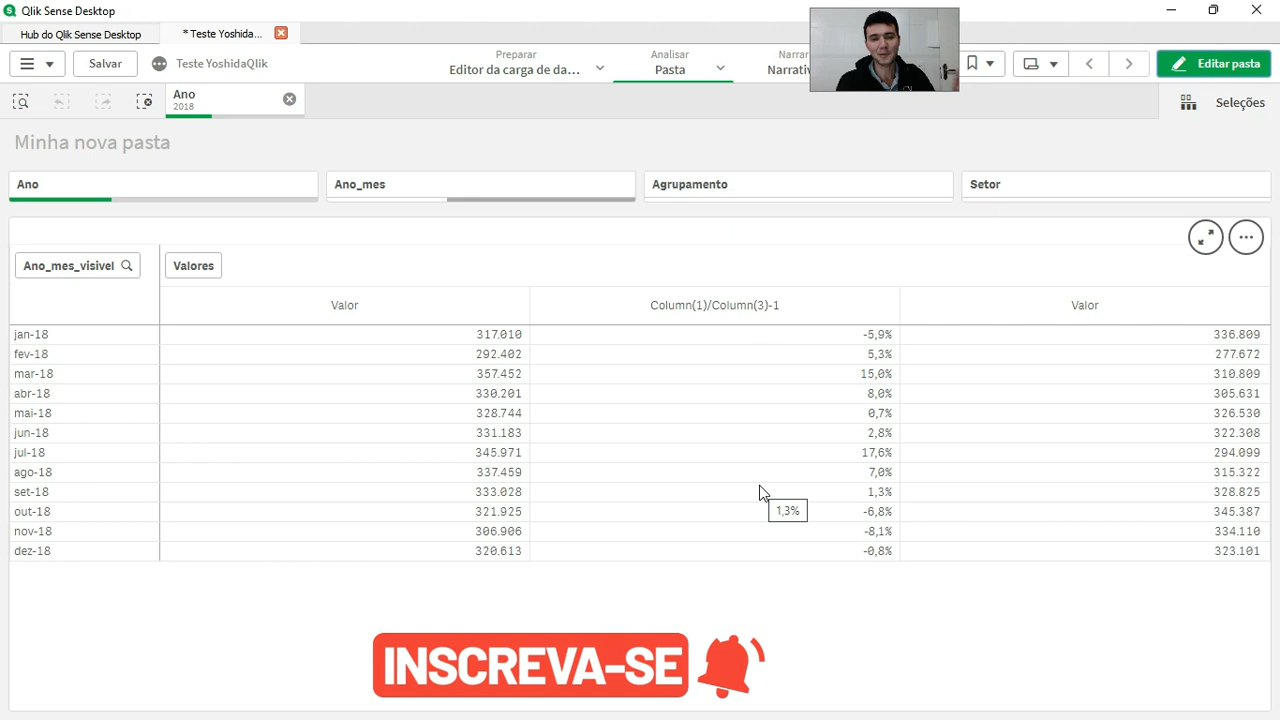 Qlik Sense Desktop
Hub do Qlik Sense Desktop
* Teste Yoshida...
Salvar
Teste YoshidaQlik
Preparar
Editor da carga de da...
Analisar
Pasta
Narrar
Narrativ
Editar pasta
Ano
2018
Seleções
Minha nova pasta
Ano
Ano_mes
Agrupamento
Setor
Ano_mes_visivel
Valores
Valor Column(1)/Column(3)-1 Valor
jan-18 317.010 -5,9% 336.809
fev-18 292.402 5,3% 277.672
mar-18 357.452 15,0% 310.809
abr-18 330.201 8,0% 305.631
mai-18 328.744 0,7% 326.530
jun-18 331.183 2,8% 322.308
jul-18 345.971 17,6% 294.099
ago-18 337.459 7,0% 315.322
set-18 333.028 1,3% 328.825
out-18 321.925 -6,8% 345.387
nov-18 306.906 -8,1% 334.110
dez-18 320.613 -0,8% 323.101
1,3%
INSCREVA-SE